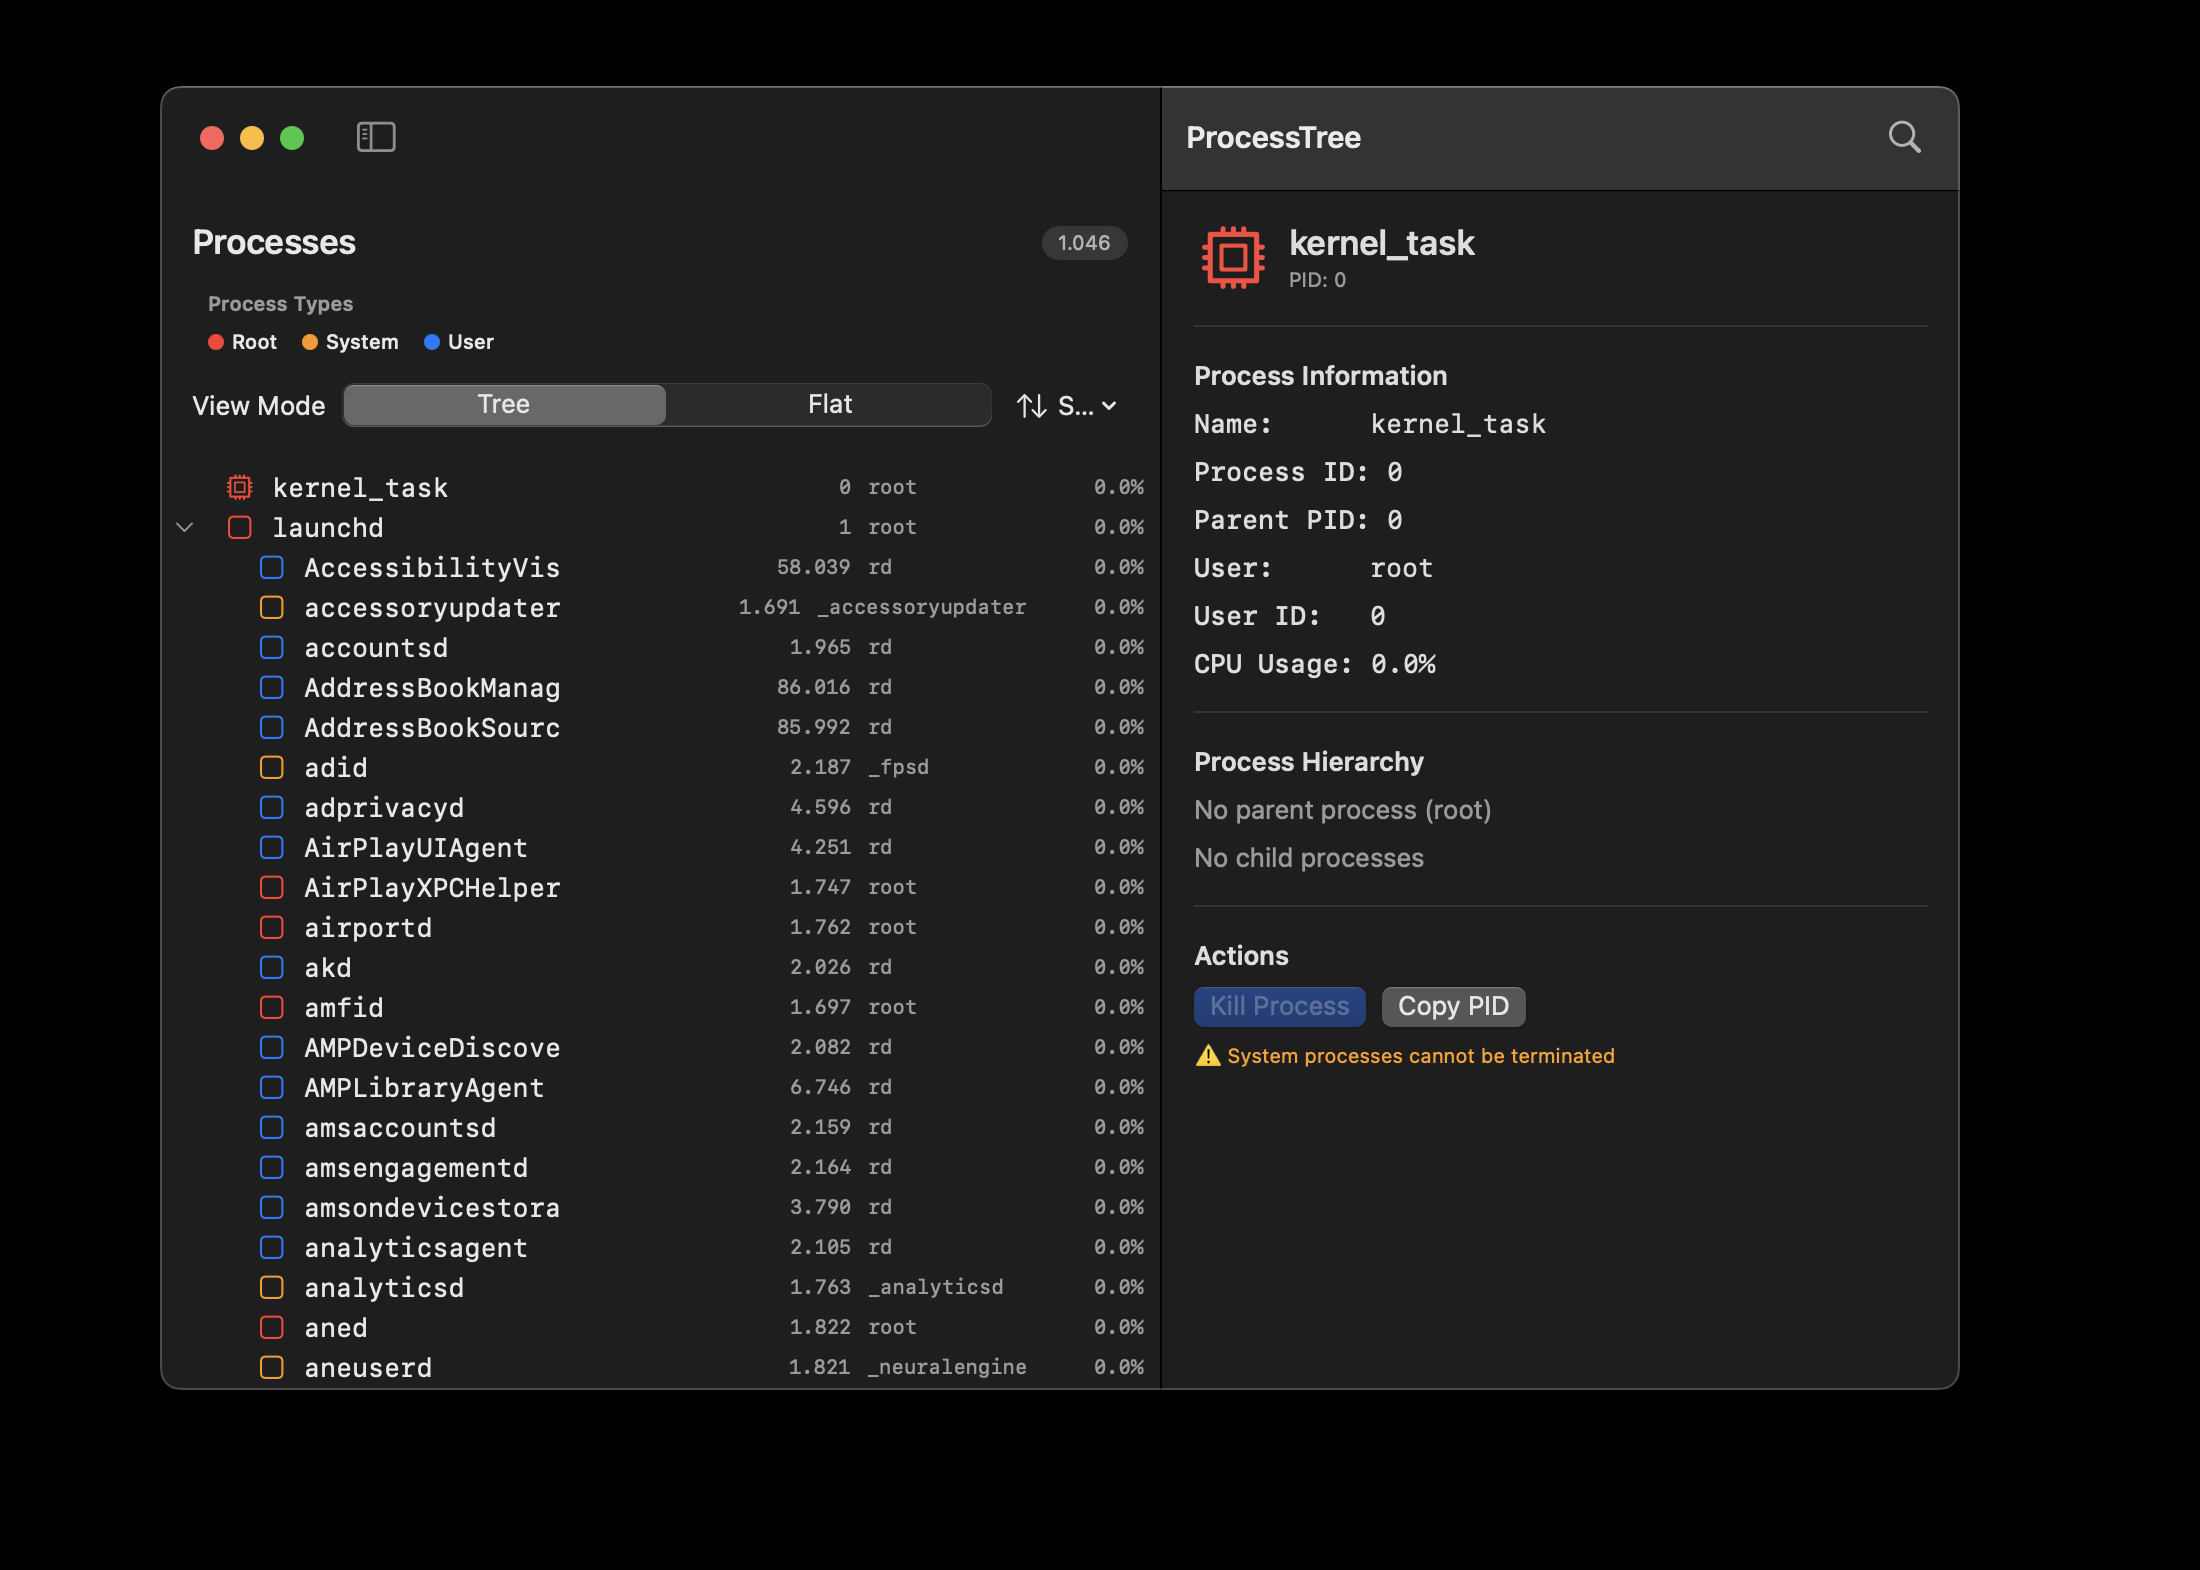 ProcessTree
Processes
1.046
Process Types
Root System User
View Mode Tree Flat S...
kernel_task 0 root 0.0%
launchd 1 root 0.0%
AccessibilityVis 58.039 rd 0.0%
accessoryupdater 1.691 _accessoryupdater 0.0%
accountsd 1.965 rd 0.0%
AddressBookManag 86.016 rd 0.0%
AddressBookSourc 85.992 rd 0.0%
adid 2.187 _fpsd 0.0%
adprivacyd 4.596 rd 0.0%
AirPlayUIAgent 4.251 rd 0.0%
AirPlayXPCHelper 1.747 root 0.0%
airportd 1.762 root 0.0%
akd 2.026 rd 0.0%
amfid 1.697 root 0.0%
AMPDeviceDiscove 2.082 rd 0.0%
AMPLibraryAgent 6.746 rd 0.0%
amsaccountsd 2.159 rd 0.0%
amsengagementd 2.164 rd 0.0%
amsondevicestora 3.790 rd 0.0%
analyticsagent 2.105 rd 0.0%
analyticsd 1.763 _analyticsd 0.0%
aned 1.822 root 0.0%
aneuserd 1.821 _neuralengine 0.0%
kernel_task
PID: 0
Process Information
Name: kernel_task
Process ID: 0
Parent PID: 0
User: root
User ID: 0
CPU Usage: 0.0%
Process Hierarchy
No parent process (root)
No child processes
Actions
Kill Process Copy PID
System processes cannot be terminated